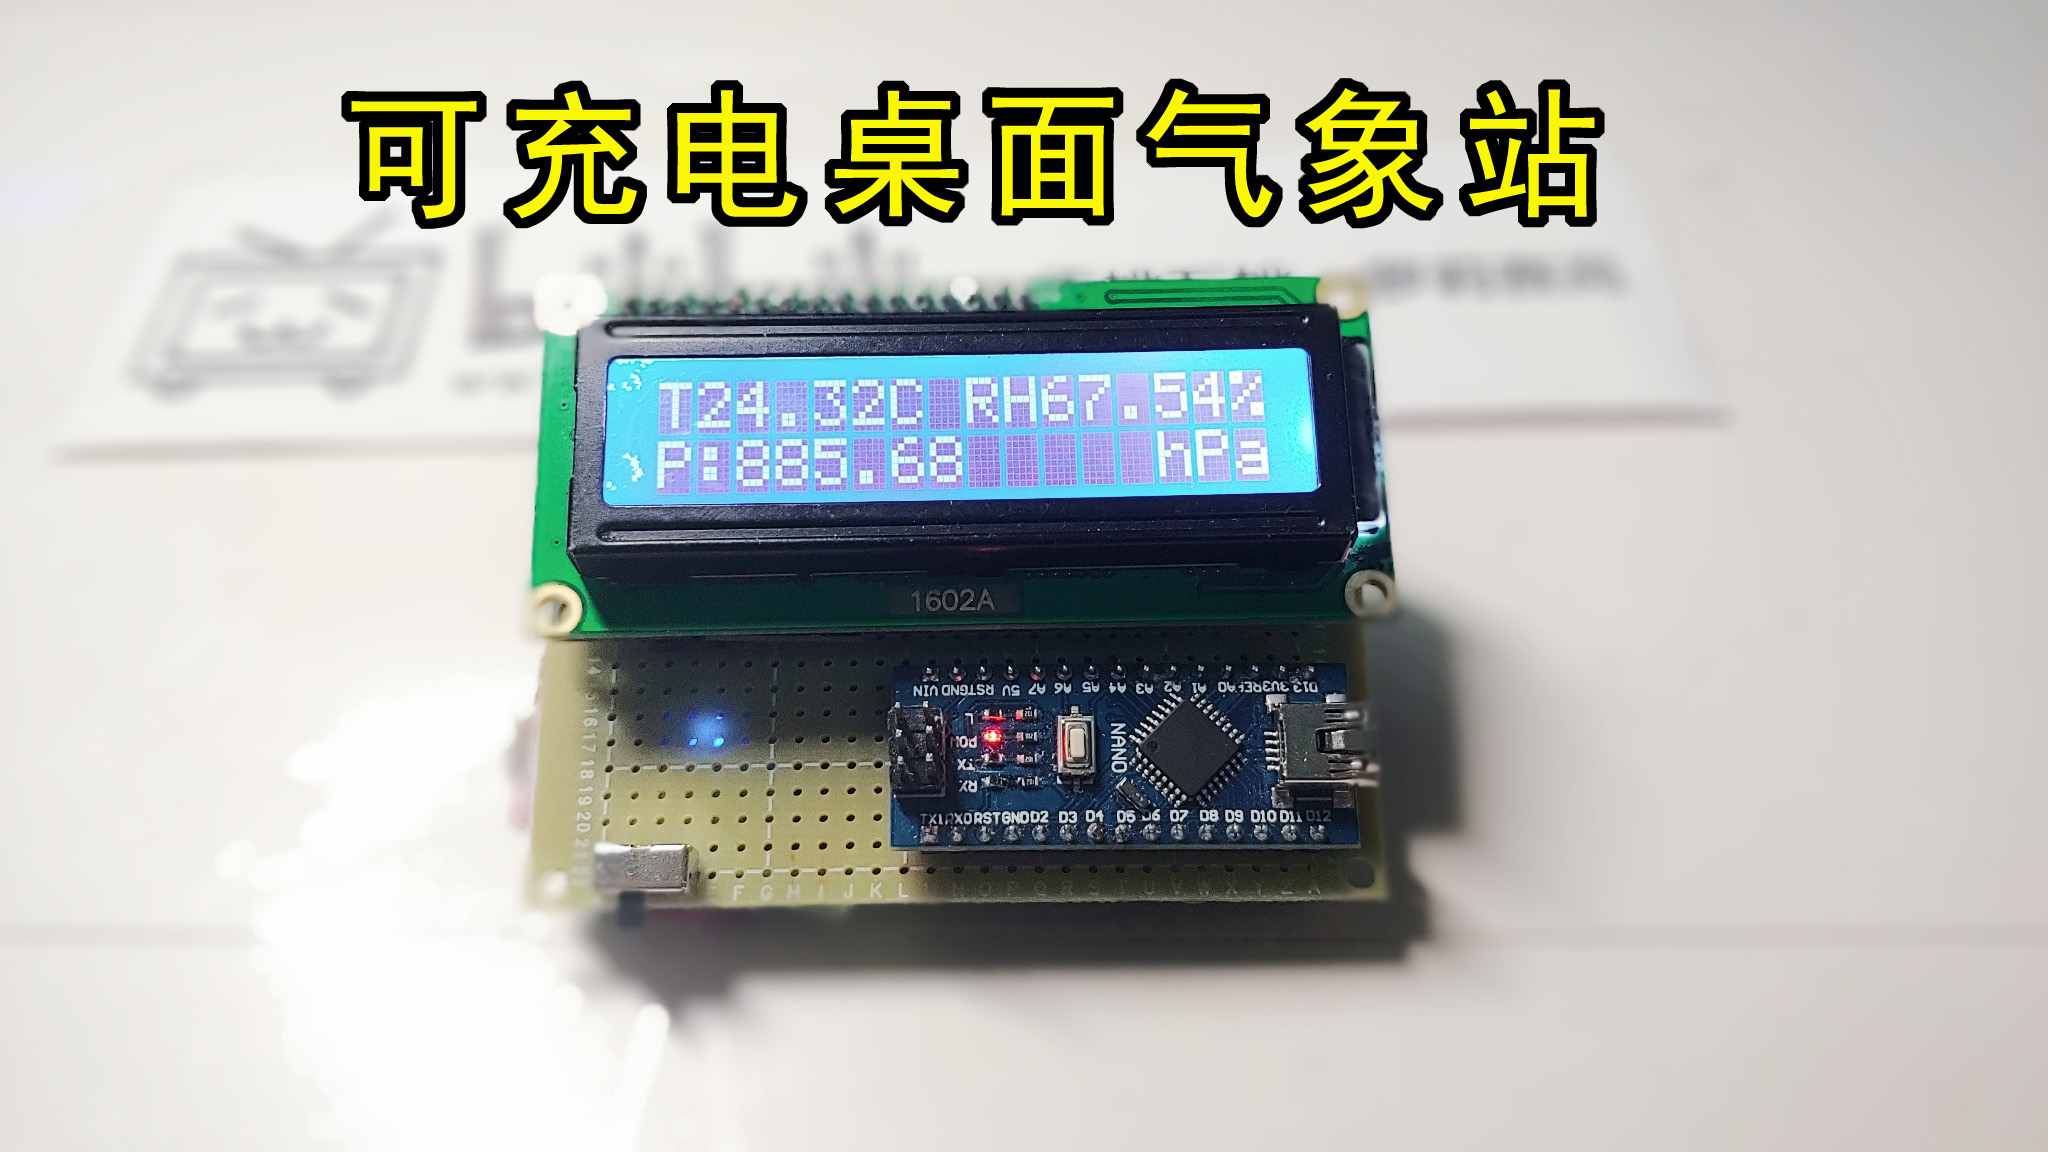 可充电桌面气象站
T24.32C RH67.54%
P:885.68 hPa
1602A
VIN GND RST 5V A7 A6 A5 A4 A3 A2 A1 A0 REF 3V3 D13
L
POW
TX
RX
NANO
TX1 RX0 RST GND D2 D3 D4 D5 D6 D7 D8 D9 D10 D11 D12
16 17 18 19 20
F G H I J K L